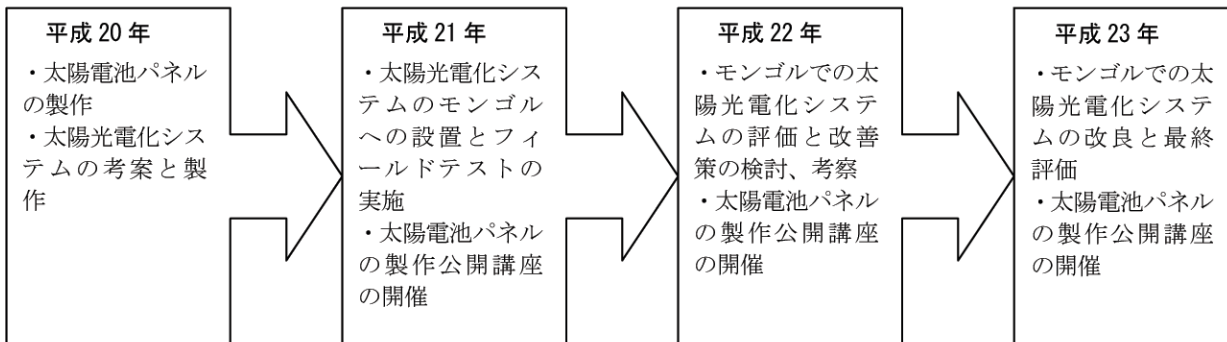 平成 20 年
・太陽電池パネル
の製作
・太陽光電化シス
テムの考案と製
作
平成 21 年
・太陽光電化シス
テムのモンゴル
への設置とフィ
ールドテストの
実施
・太陽電池パネル
の製作公開講座
の開催
平成 22 年
・モンゴルでの太
陽光電化システ
ムの評価と改善
策の検討、考察
・太陽電池パネル
の製作公開講座
の開催
平成 23 年
・モンゴルでの太
陽光電化システ
ムの改良と最終
評価
・太陽電池パネル
の製作公開講座
の開催